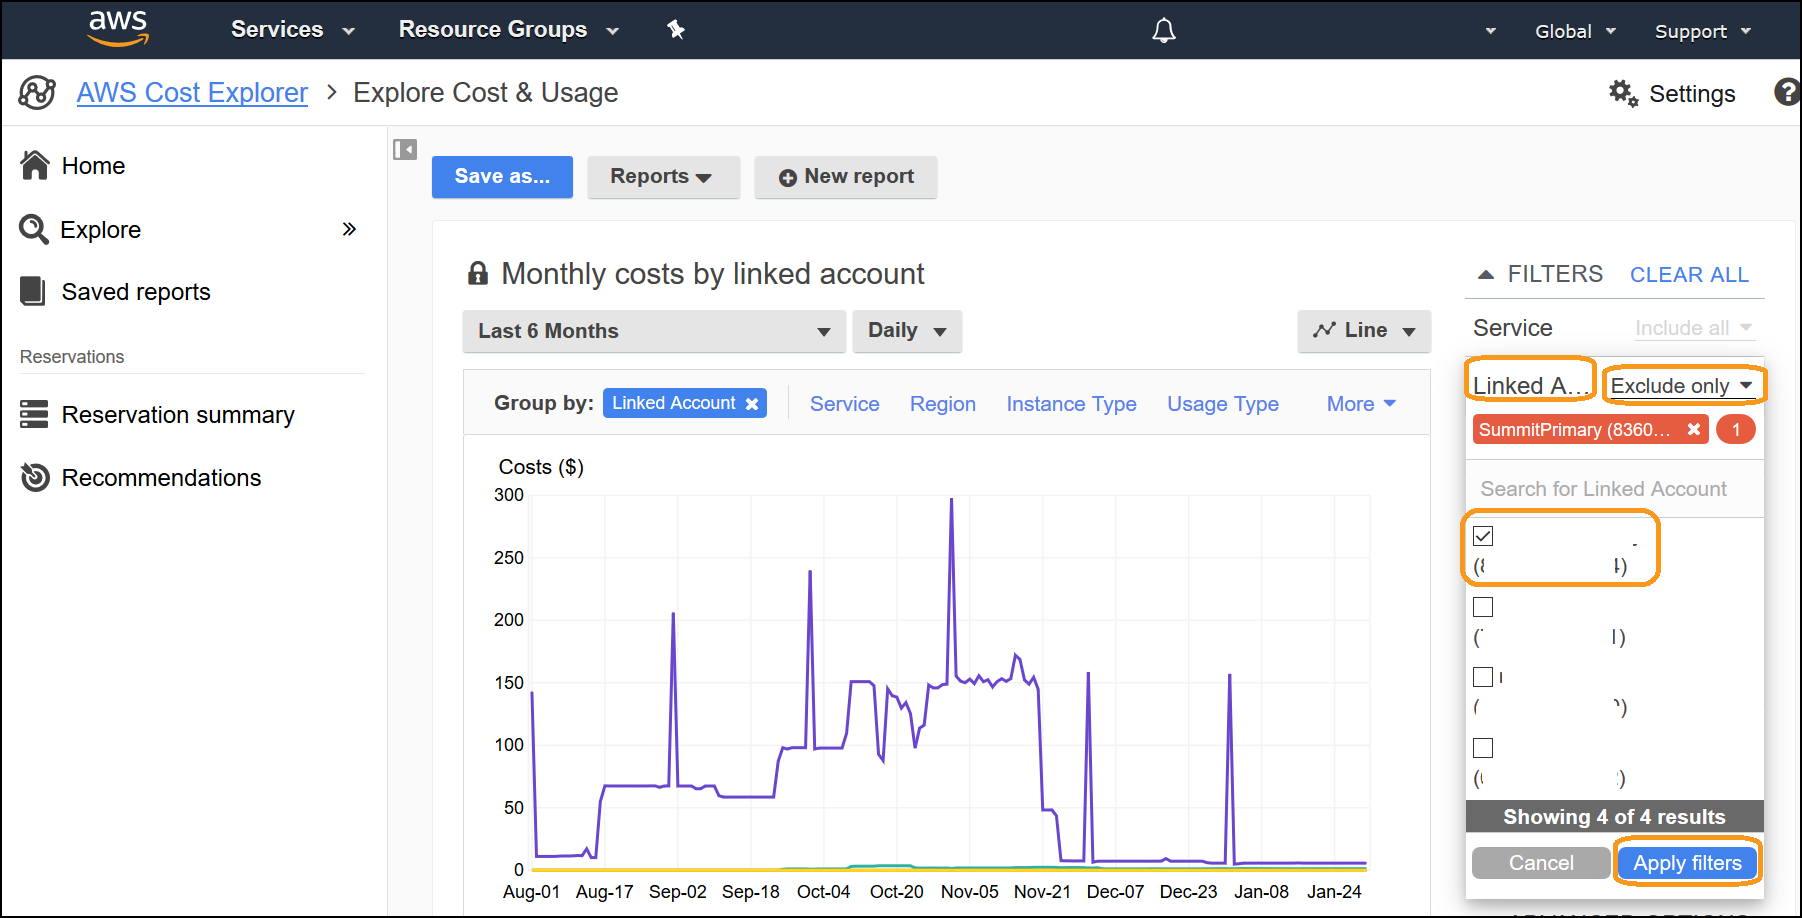 aws
Services
Resource Groups
Global
Support
AWS Cost Explorer > Explore Cost & Usage
Settings
Home
Explore
Saved reports
Reservations
Reservation summary
Recommendations
Save as...
Reports
New report
Monthly costs by linked account
Last 6 Months
Daily
Line
Group by:
Linked Account
Service
Region
Instance Type
Usage Type
More
Costs ($)
300
250
200
150
100
50
0
Aug-01
Aug-17
Sep-02
Sep-18
Oct-04
Oct-20
Nov-05
Nov-21
Dec-07
Dec-23
Jan-08
Jan-24
FILTERS
CLEAR ALL
Service
Include all
Linked A...
Exclude only
SummitPrimary (8360...
1
Search for Linked Account
Showing 4 of 4 results
Cancel
Apply filters